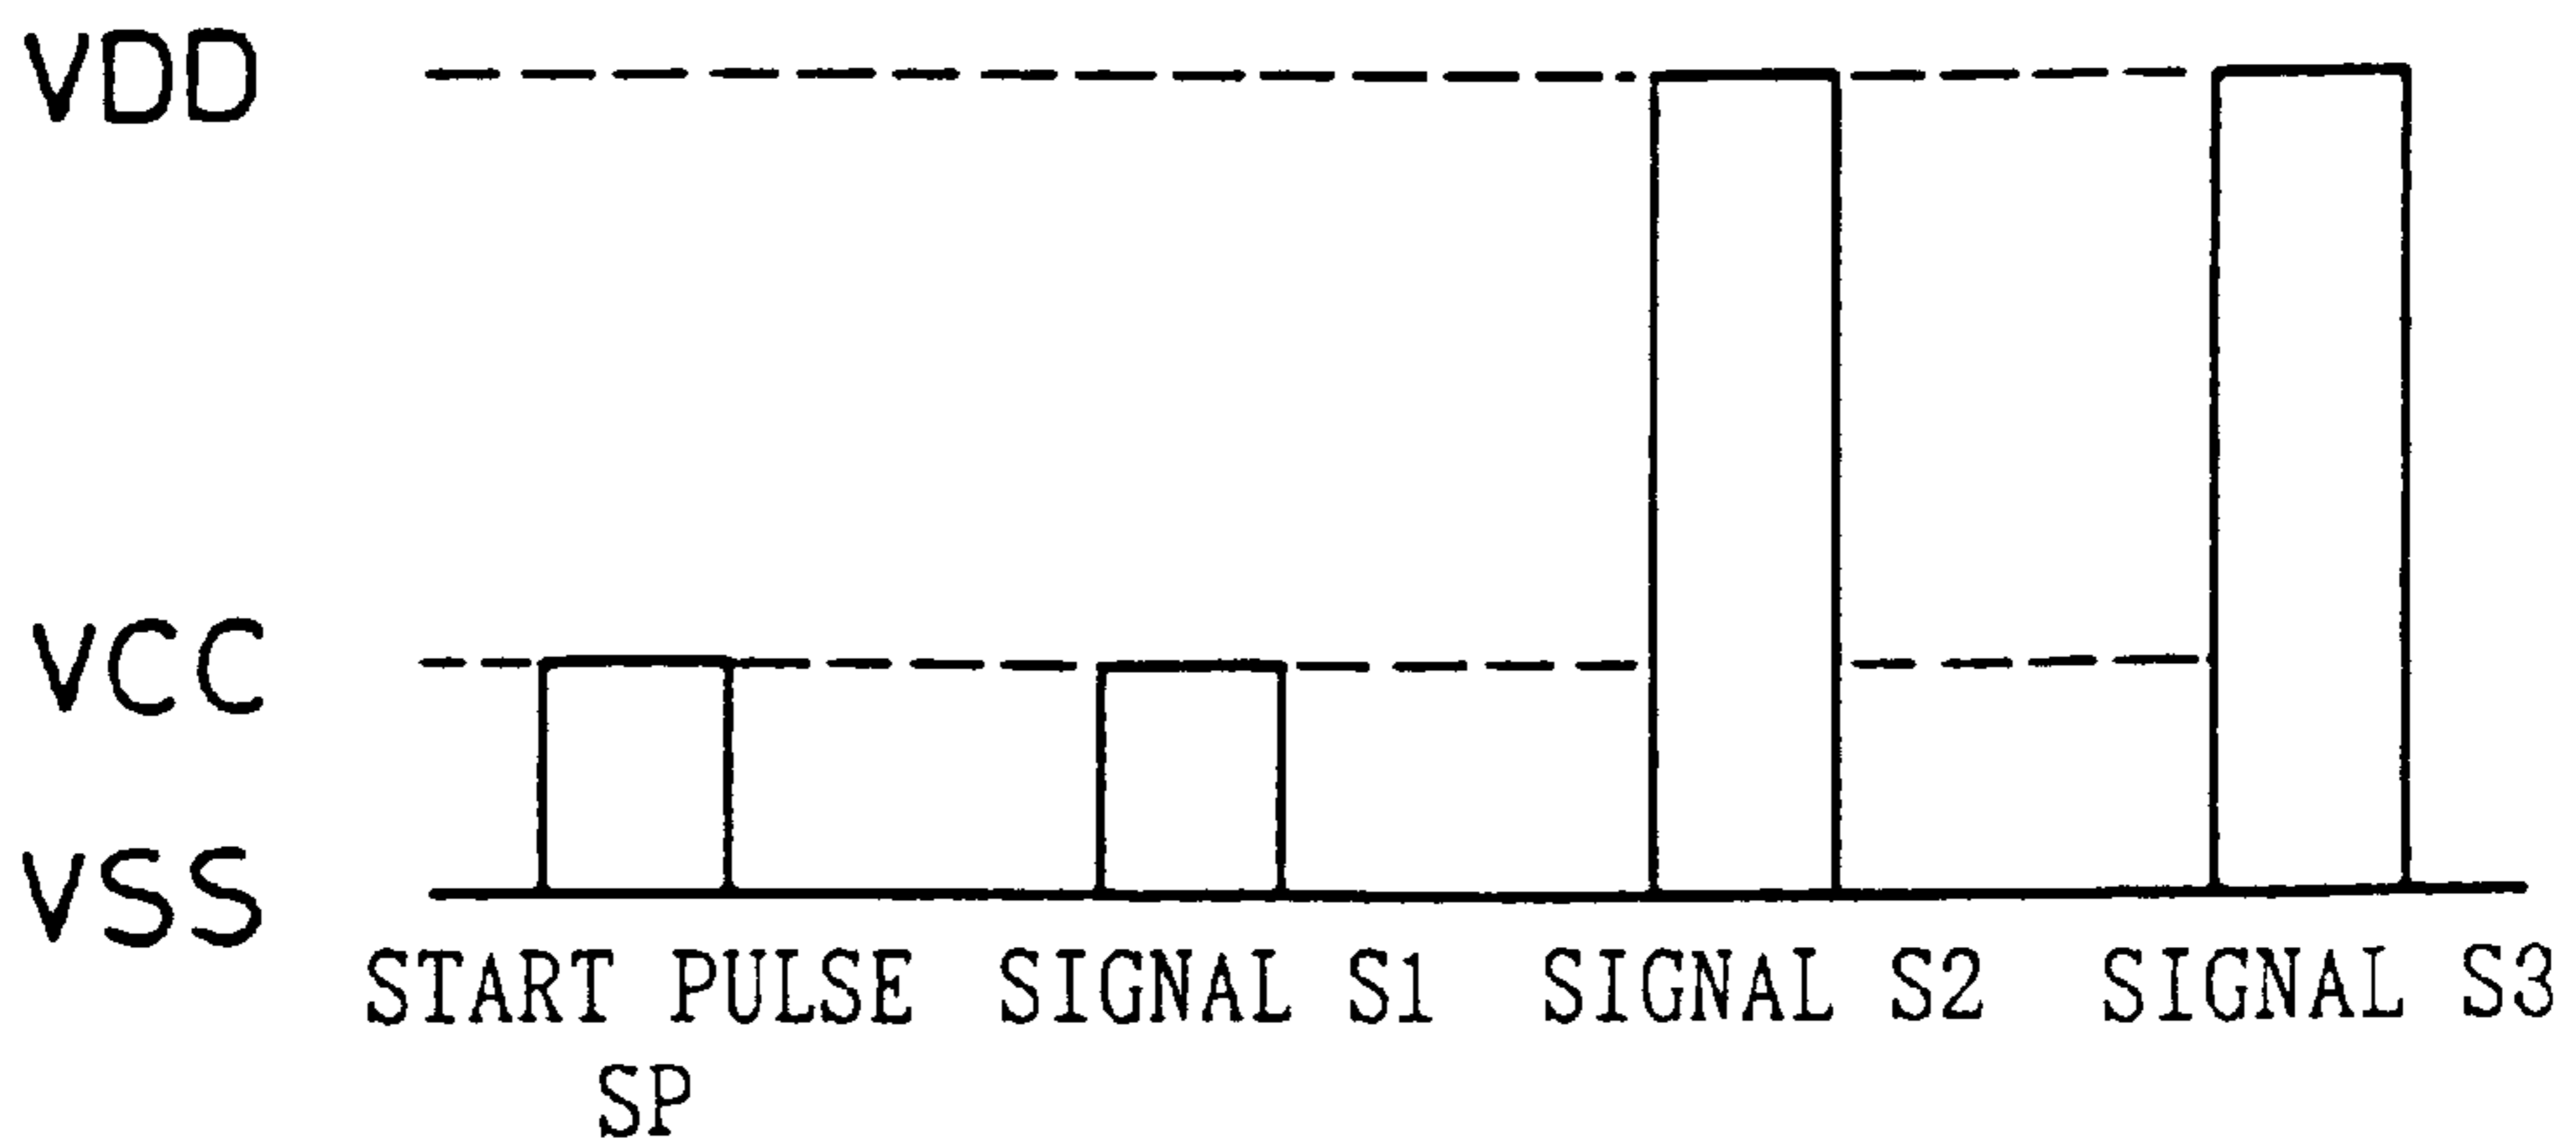 VDD
VCC
VSS
START PULSE SP
SIGNAL S1
SIGNAL S2
SIGNAL S3